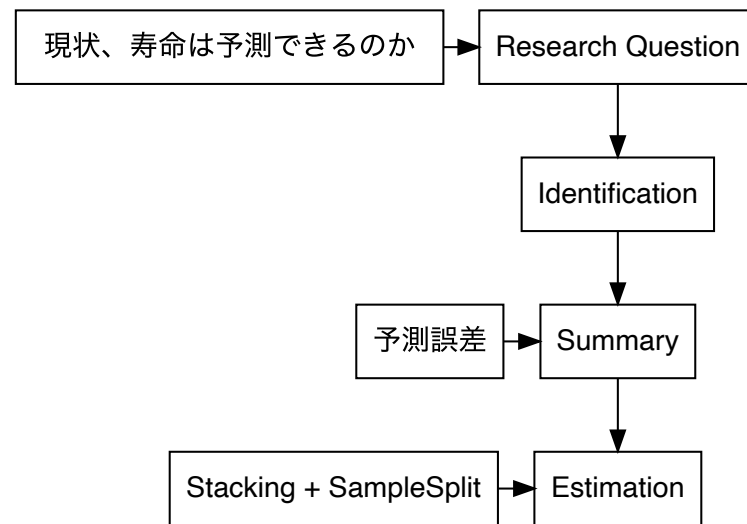 現状、寿命は予測できるのか
Research Question
Identification
予測誤差
Summary
Stacking + SampleSplit
Estimation